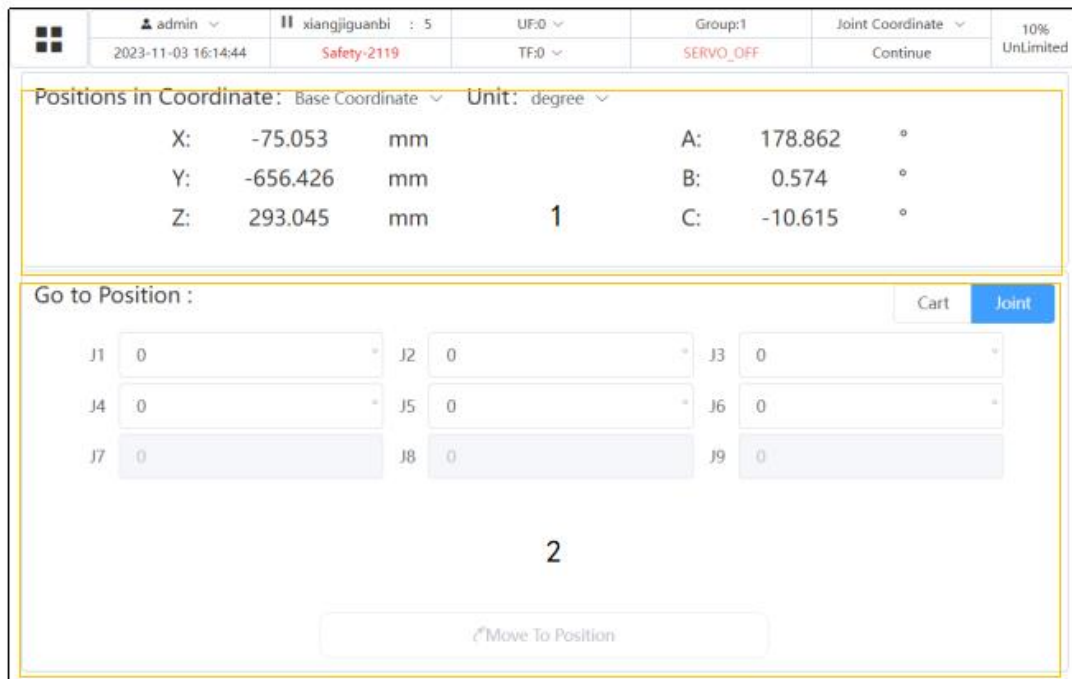 admin xiangjiguanbi : 5 UF:0 Group:1 Joint Coordinate 10% UnLimited
2023-11-03 16:14:44 Safety-2119 TF:0 SERVO_OFF Continue
Positions in Coordinate: Base Coordinate Unit: degree
X: -75.053 mm A: 178.862 °
Y: -656.426 mm B: 0.574 °
Z: 293.045 mm C: -10.615 °
1
Go to Position :
Cart Joint
J1 0 ° J2 0 ° J3 0 °
J4 0 ° J5 0 ° J6 0 °
J7 0 J8 0 J9 0
2
Move To Position